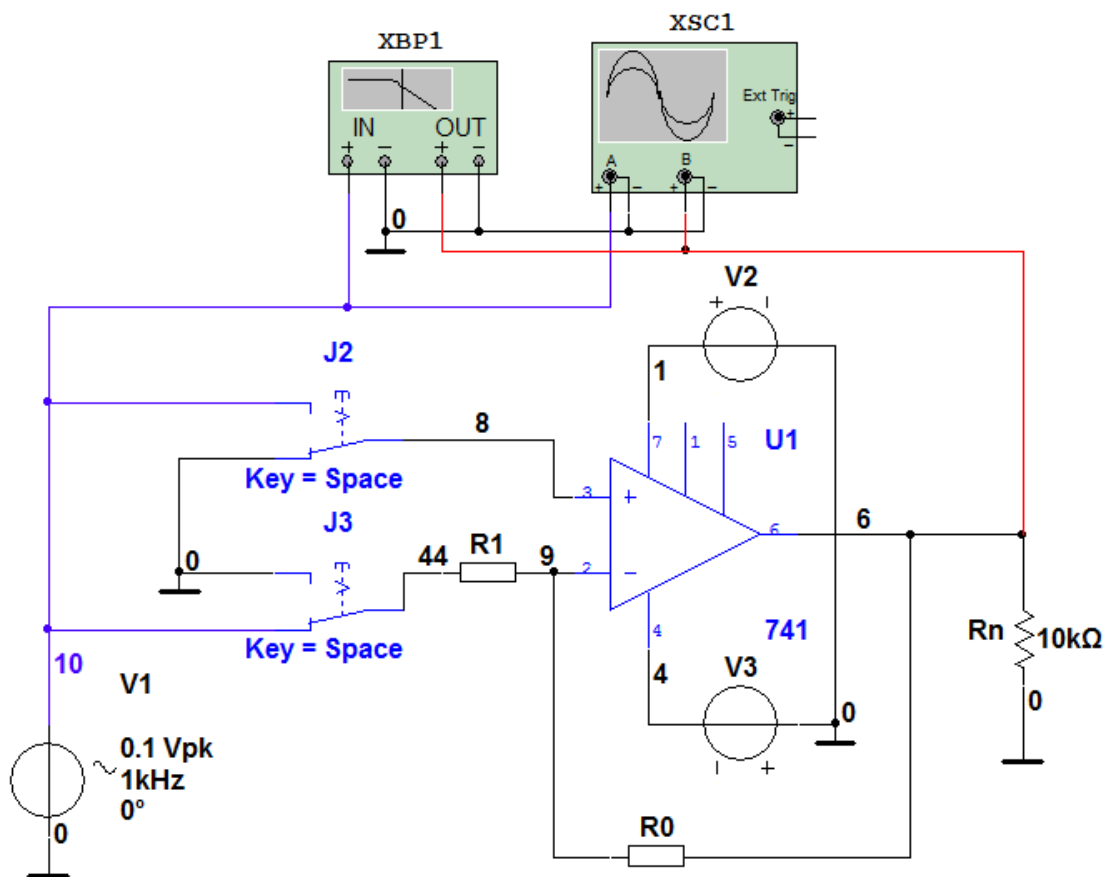 XBP1
XSC1
IN
OUT
+
−
+
−
Ext Trig
+
−
A
B
+
−
+
−
0
V2
+
−
J2
1
8
7
1
5
U1
Key = Space
3
+
6
6
J3
0
44
R1
9
2
−
Key = Space
4
741
Rn
10kΩ
10
V1
4
V3
0
0
−
+
0.1 Vpk
1kHz
0°
0
R0